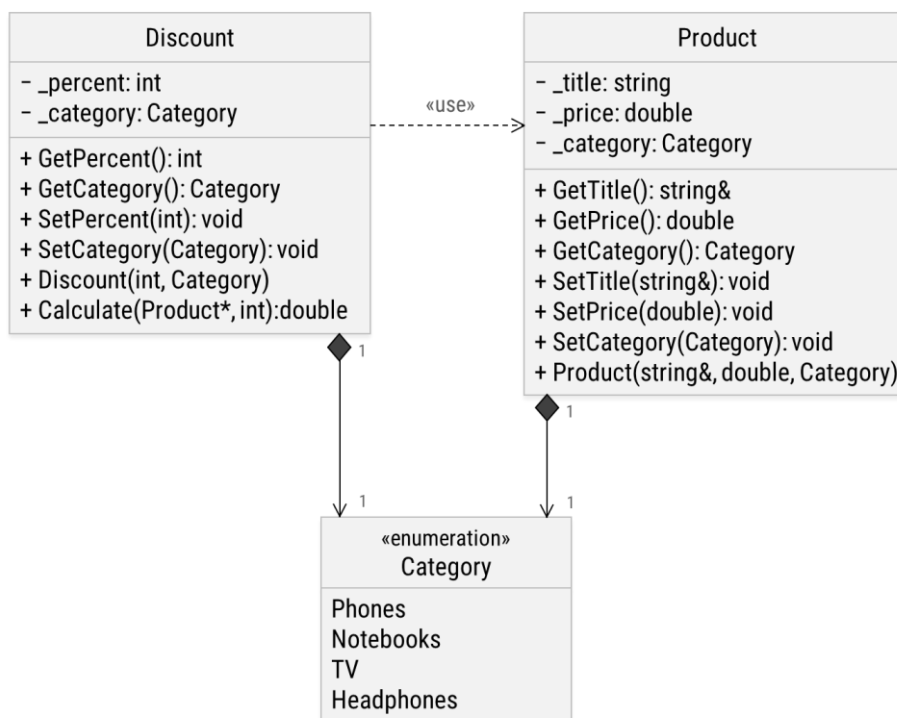 Discount
− _percent: int
− _category: Category
+ GetPercent(): int
+ GetCategory(): Category
+ SetPercent(int): void
+ SetCategory(Category): void
+ Discount(int, Category)
+ Calculate(Product*, int):double
«use»
Product
− _title: string
− _price: double
− _category: Category
+ GetTitle(): string&
+ GetPrice(): double
+ GetCategory(): Category
+ SetTitle(string&): void
+ SetPrice(double): void
+ SetCategory(Category): void
+ Product(string&, double, Category)
1
1
1
1
«enumeration»
Category
Phones
Notebooks
TV
Headphones